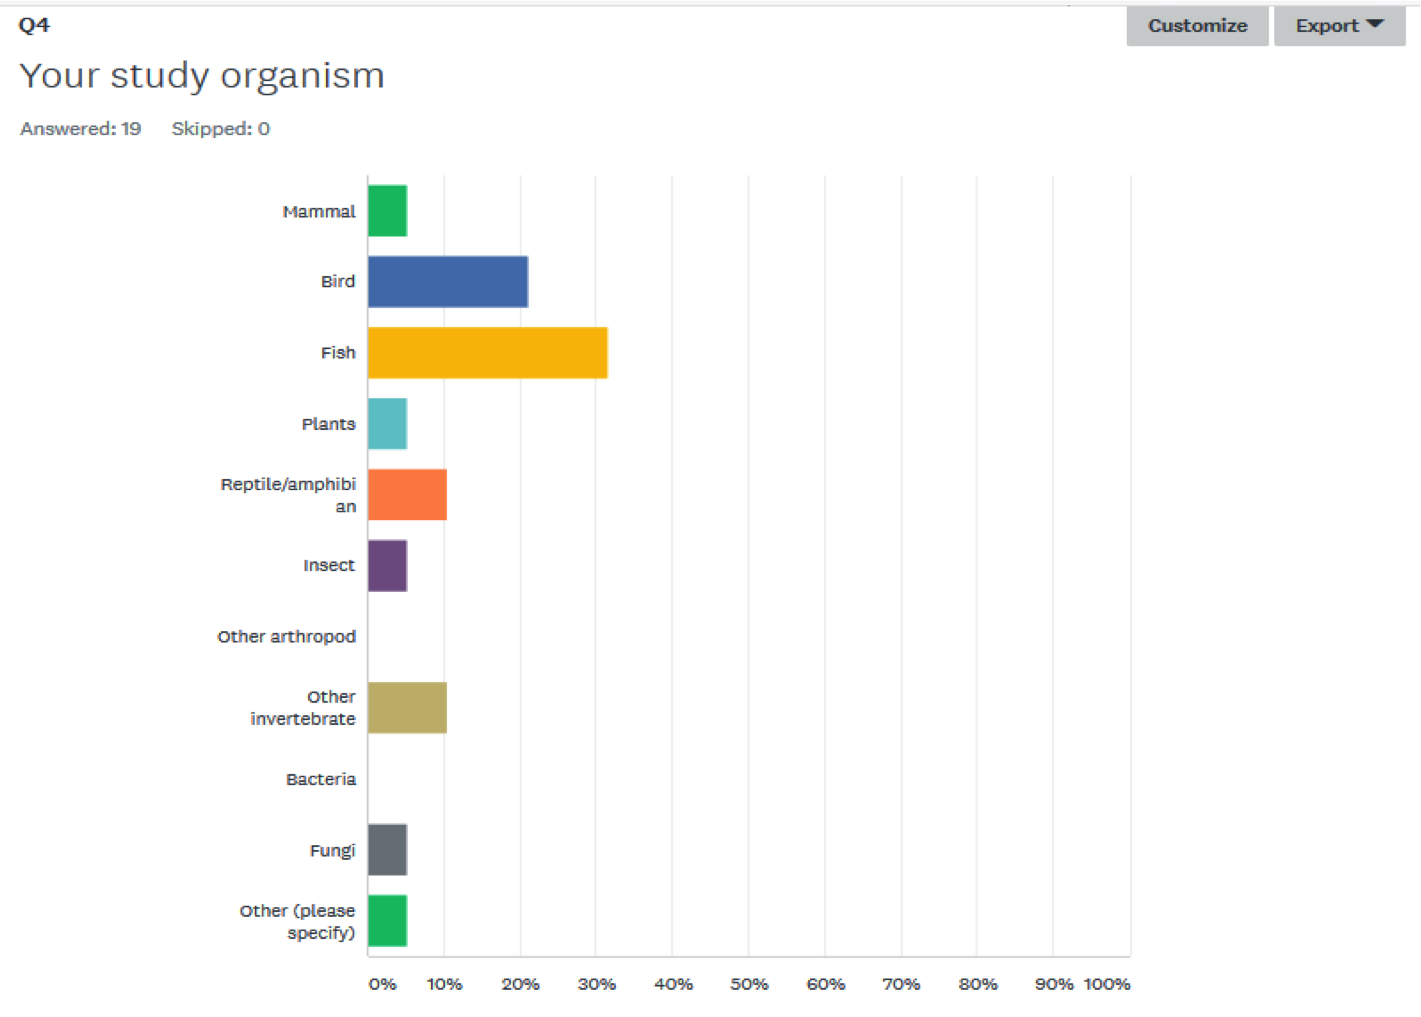 Q4
Customize
Export
Your study organism
Answered: 19 Skipped: 0
Mammal
Bird
Fish
Plants
Reptile/amphibi
an
Insect
Other arthropod
Other
invertebrate
Bacteria
Fungi
Other (please
specify)
0% 10% 20% 30% 40% 50% 60% 70% 80% 90% 100%